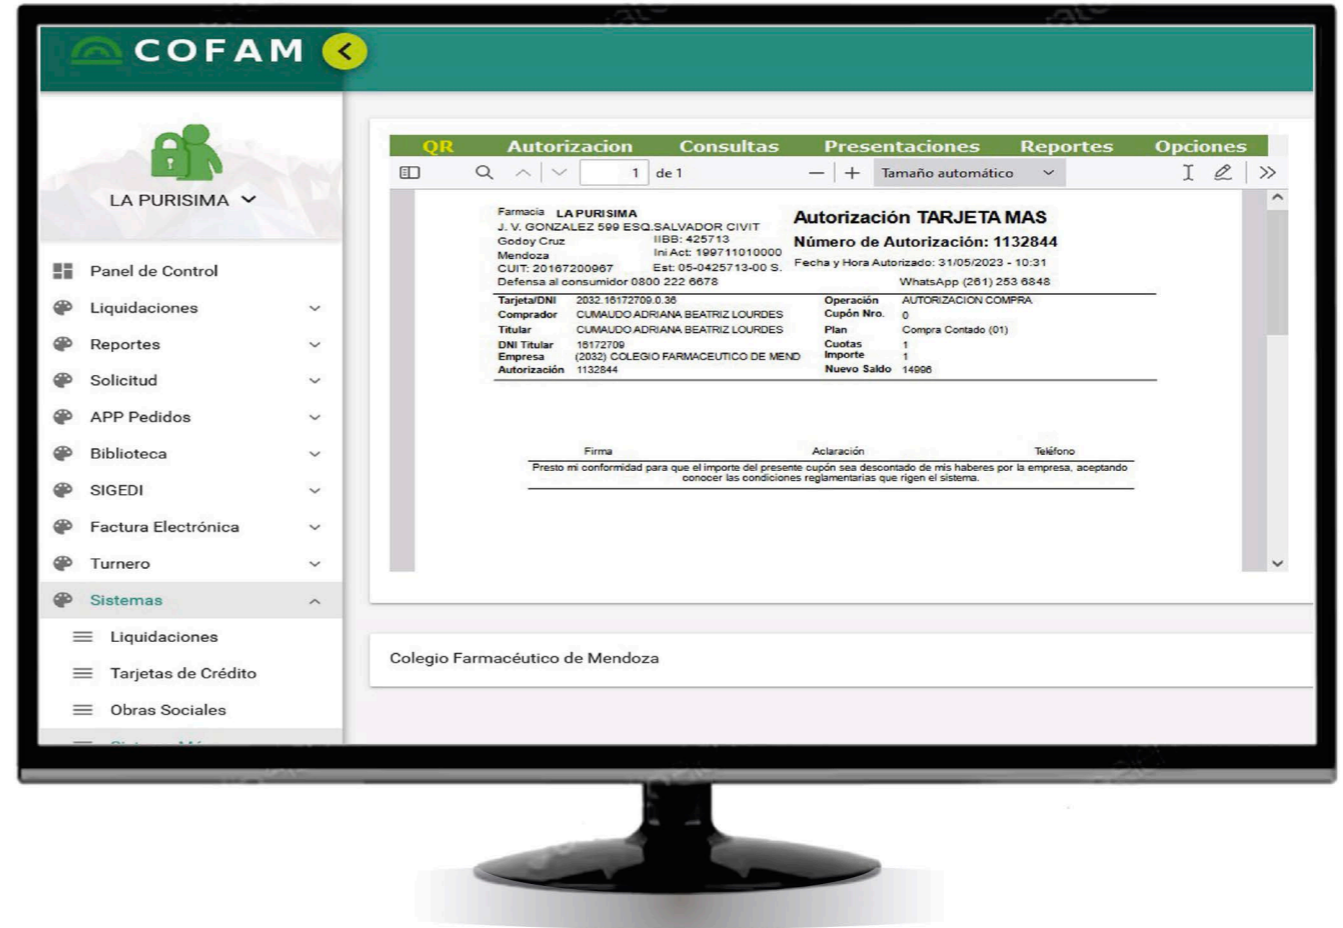 COFAM
LA PURISIMA
Panel de Control
Liquidaciones
Reportes
Solicitud
APP Pedidos
Biblioteca
SIGEDI
Factura Electrónica
Turnero
Sistemas
Liquidaciones
Tarjetas de Crédito
Obras Sociales
QR Autorizacion Consultas Presentaciones Reportes Opciones
1 de 1 Tamaño automático
Farmacia LA PURISIMA
J. V. GONZALEZ 599 ESQ.SALVADOR CIVIT
Godoy Cruz IIBB: 425713
Mendoza Ini Act: 199711010000
CUIT: 20167200967 Est: 05-0425713-00 S.
Defensa al consumidor 0800 222 6678
Autorización TARJETA MAS
Número de Autorización: 1132844
Fecha y Hora Autorizado: 31/05/2023 - 10:31
WhatsApp (261) 253 6848
Tarjeta/DNI 2032.16172709.0.36
Comprador CUMAUDO ADRIANA BEATRIZ LOURDES
Titular CUMAUDO ADRIANA BEATRIZ LOURDES
DNI Titular 16172709
Empresa (2032) COLEGIO FARMACEUTICO DE MEND
Autorización 1132844
Operación AUTORIZACION COMPRA
Cupón Nro. 0
Plan Compra Contado (01)
Cuotas 1
Importe 1
Nuevo Saldo 14996
Firma Aclaración Teléfono
Presto mi conformidad para que el importe del presente cupón sea descontado de mis haberes por la empresa, aceptando
conocer las condiciones reglamentarias que rigen el sistema.
Colegio Farmacéutico de Mendoza